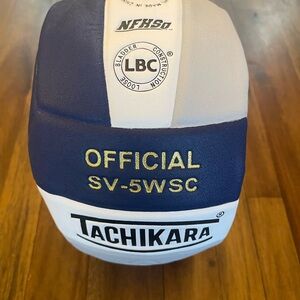 NFHS®
BLADDER CONSTRUCTION LOOSE
LBC
®
OFFICIAL
SV-5WSC
TACHIKARA®